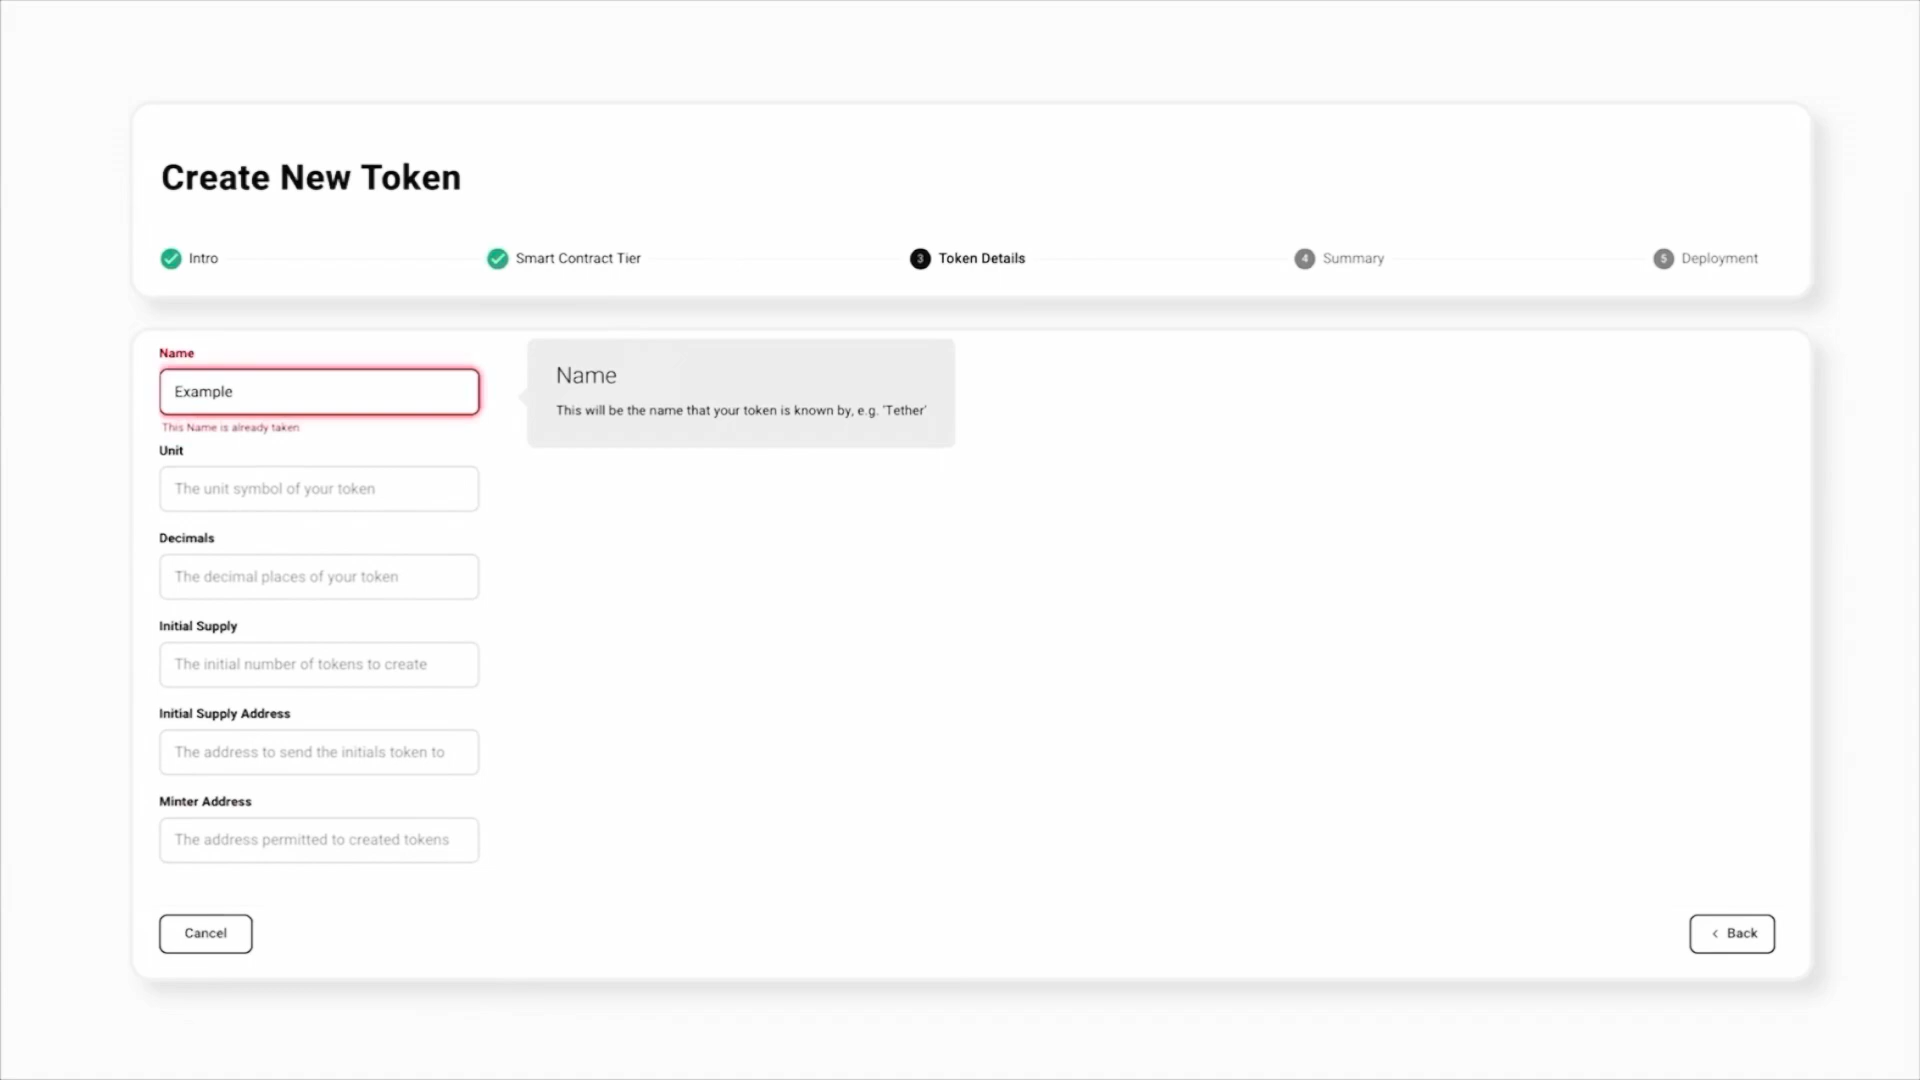 Create New Token
Intro
Smart Contract Tier
3 Token Details
4 Summary
5 Deployment
Name
Example
This Name is already taken
Name
This will be the name that your token is known by, e.g. 'Tether'
Unit
The unit symbol of your token
Decimals
The decimal places of your token
Initial Supply
The initial number of tokens to create
Initial Supply Address
The address to send the initials token to
Minter Address
The address permitted to created tokens
Cancel
< Back